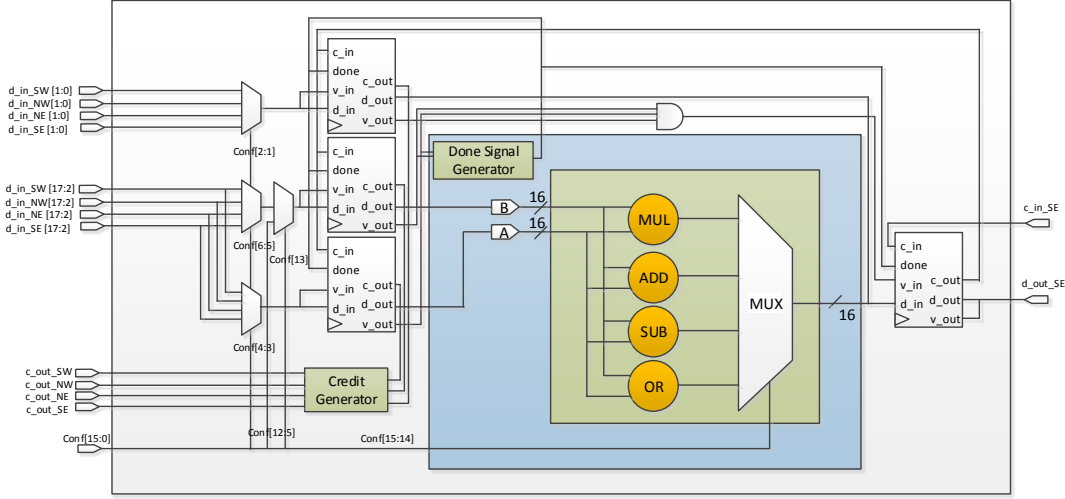 c_in
done
c_out
v_in
d_out
d_in
v_out
d_in_SW [1:0]
d_in_NW[1:0]
d_in_NE [1:0]
d_in_SE [1:0]
Conf[2:1]
Done Signal
Generator
c_in
done
v_in
c_out
d_in
d_out
v_out
d_in_SW [17:2]
d_in_NW[17:2]
d_in_NE [17:2]
d_in_SE [17:2]
Conf[6:5]
Conf[13]
B
16
A
16
MUL
ADD
SUB
OR
MUX
16
c_in
done
c_out
v_in
d_out
d_in
v_out
Conf[4:3]
c_in_SE
c_in
done
v_in
c_out
d_in
d_out
v_out
d_out_SE
c_out_SW
c_out_NW
c_out_NE
c_out_SE
Credit
Generator
Conf[15:0]
Conf[12:5]
Conf[15:14]